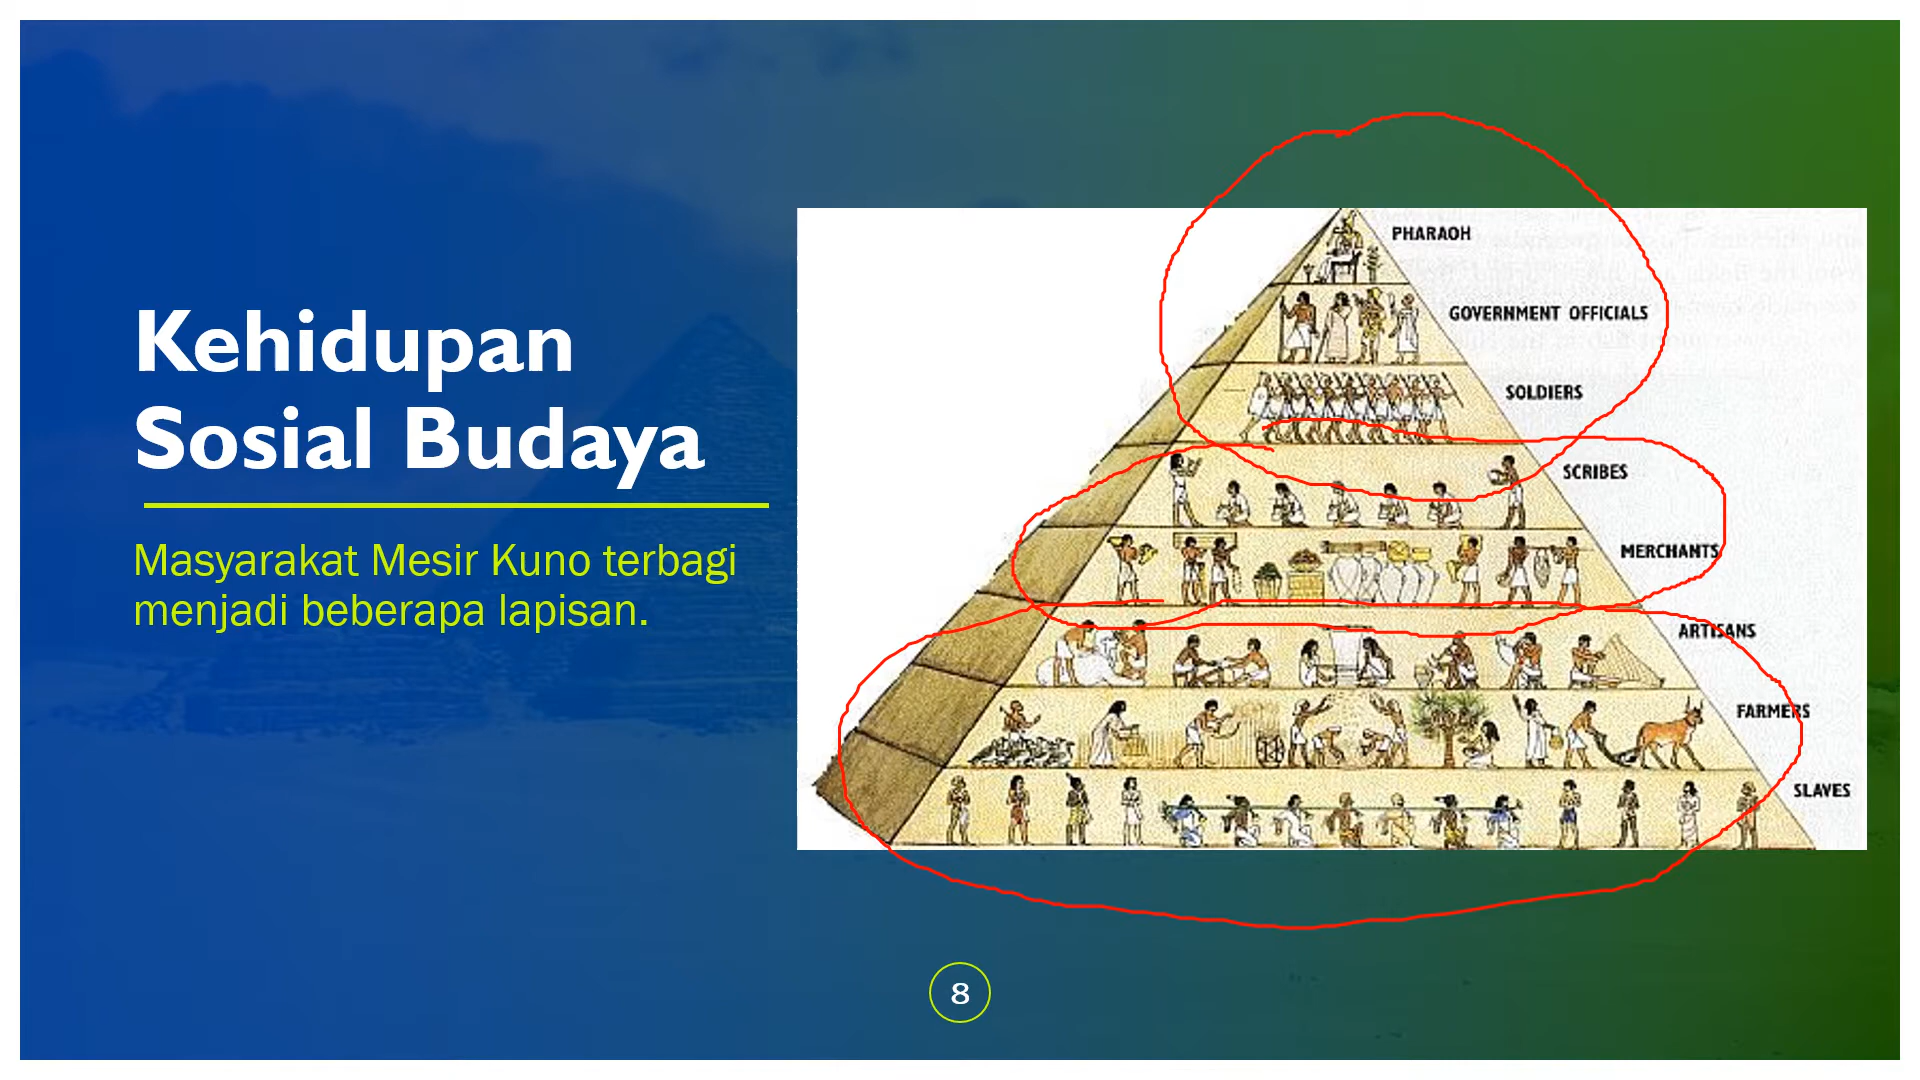 Kehidupan
Sosial Budaya
Masyarakat Mesir Kuno terbagi
menjadi beberapa lapisan.
PHARAOH
GOVERNMENT OFFICIALS
SOLDIERS
SCRIBES
MERCHANTS
ARTISANS
FARMERS
SLAVES
8